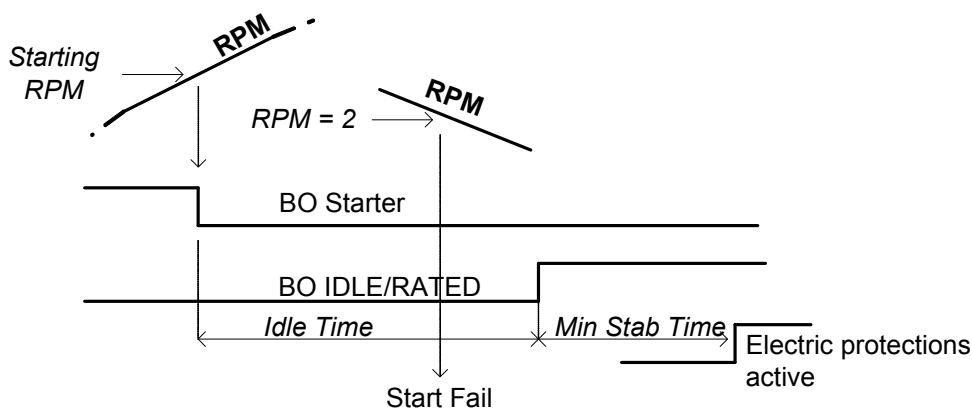 RPM
Starting
RPM
RPM
RPM = 2
BO Starter
BO IDLE/RATED
Idle Time
Min Stab Time
Electric protections
active
Start Fail